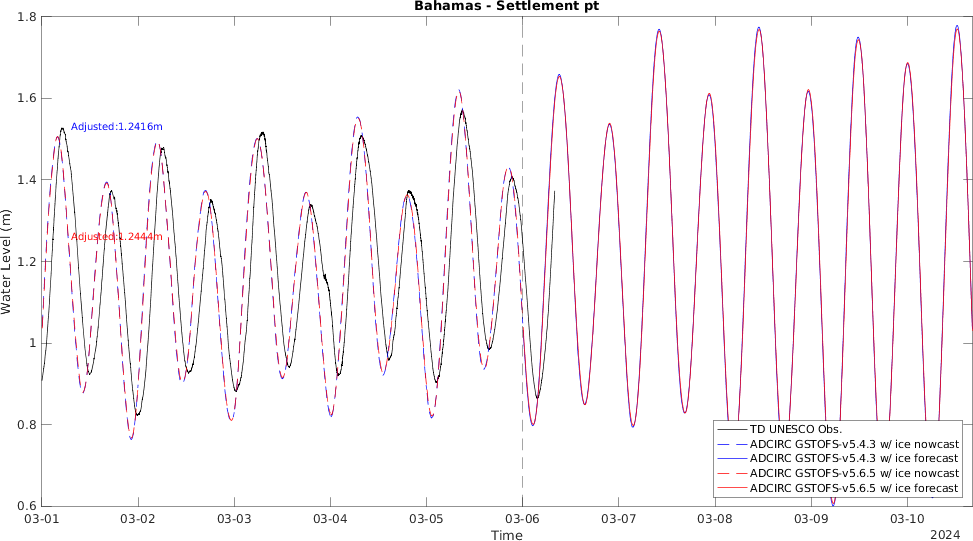 Bahamas - Settlement pt
1.8
1.6
1.4
1.2
1
0.8
0.6
Water Level (m)
Adjusted:1.2416m
Adjusted:1.2444m
TD UNESCO Obs.
ADCIRC GSTOFS-v5.4.3 w/ ice nowcast
ADCIRC GSTOFS-v5.4.3 w/ ice forecast
ADCIRC GSTOFS-v5.6.5 w/ ice nowcast
ADCIRC GSTOFS-v5.6.5 w/ ice forecast
03-01 03-02 03-03 03-04 03-05 03-06 03-07 03-08 03-09 03-10
Time
2024